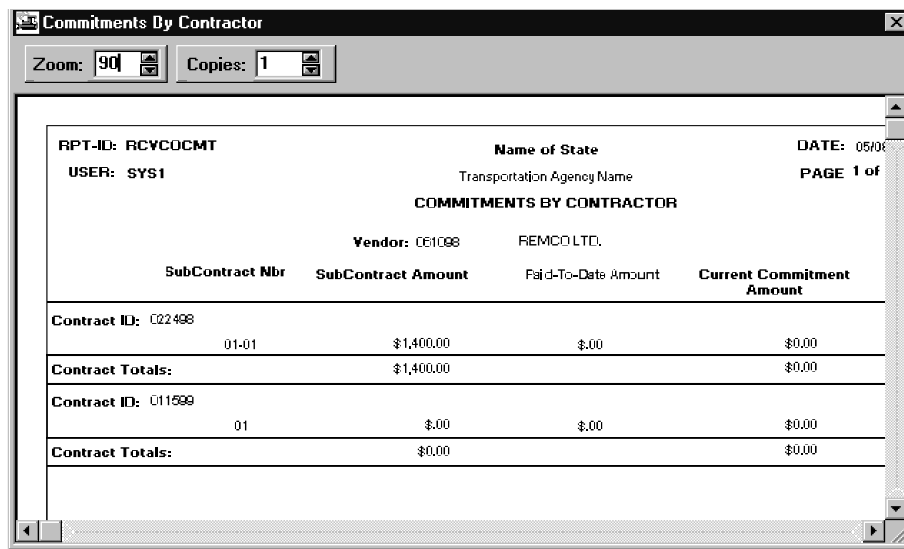 Commitments By Contractor
Zoom: 90 Copies: 1
RPT-ID: RCVCOCMT Name of State DATE: 05/08
USER: SYS1 Transportation Agency Name PAGE 1 of
COMMITMENTS BY CONTRACTOR
Vendor: 061098 REMCO LTD.
SubContract Nbr SubContract Amount Paid-To-Date Amount Current Commitment
Amount
Contract ID: 022498
01-01 $1,400.00 $.00 $0.00
Contract Totals: $1,400.00 $0.00
Contract ID: 011599
01 $.00 $.00 $0.00
Contract Totals: $0.00 $0.00